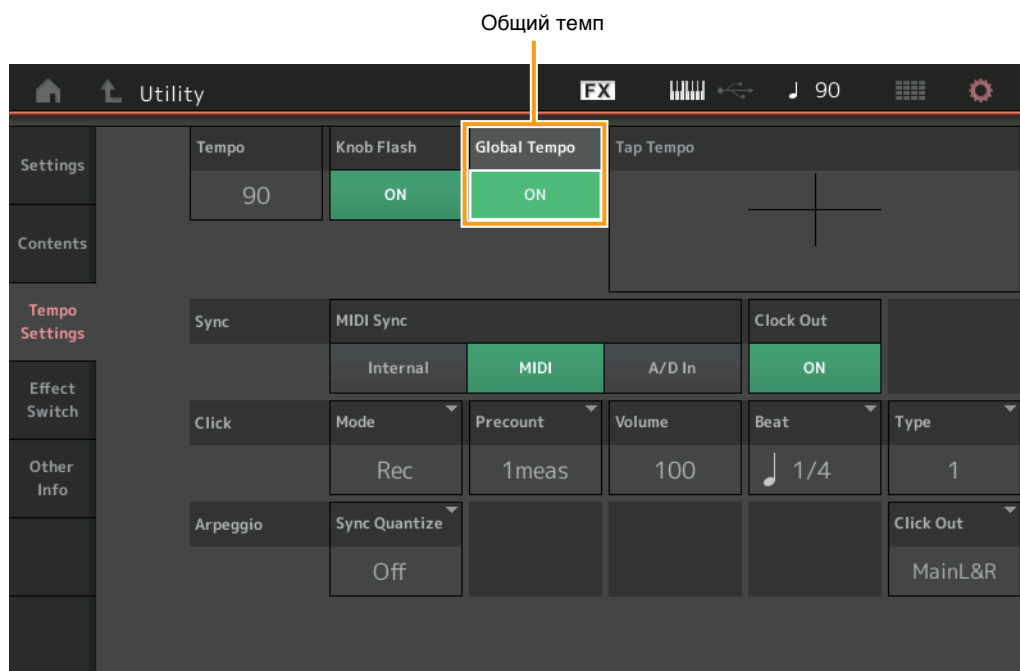 Общий темп
Utility
FX
90
Settings
Contents
Tempo
Settings
Effect
Switch
Other
Info
Tempo
90
Knob Flash
ON
Global Tempo
ON
Tap Tempo
Sync
MIDI Sync
Internal
MIDI
A/D In
Clock Out
ON
Click
Mode
Rec
Precount
1meas
Volume
100
Beat
1/4
Type
1
Arpeggio
Sync Quantize
Off
Click Out
MainL&R